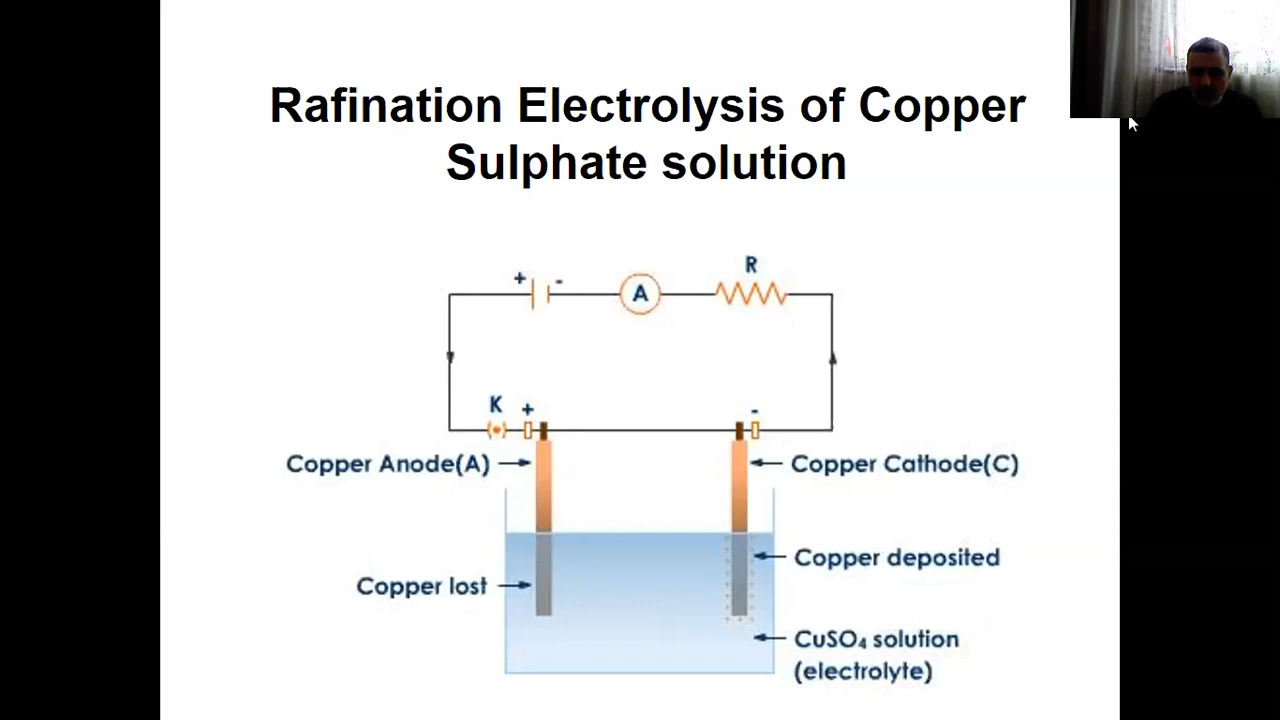 Rafination Electrolysis of Copper
Sulphate solution
R
+ -
A
K + -
Copper Anode(A)
Copper Cathode(C)
Copper deposited
Copper lost
CuSO₄ solution
(electrolyte)